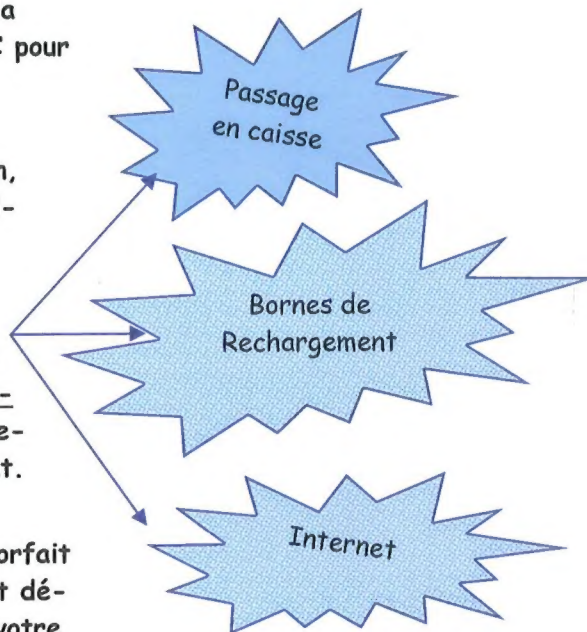 a
pour
Passage
en caisse
Bornes de
Rechargement
e-
t.
Internet
orfait
t dé-
votre